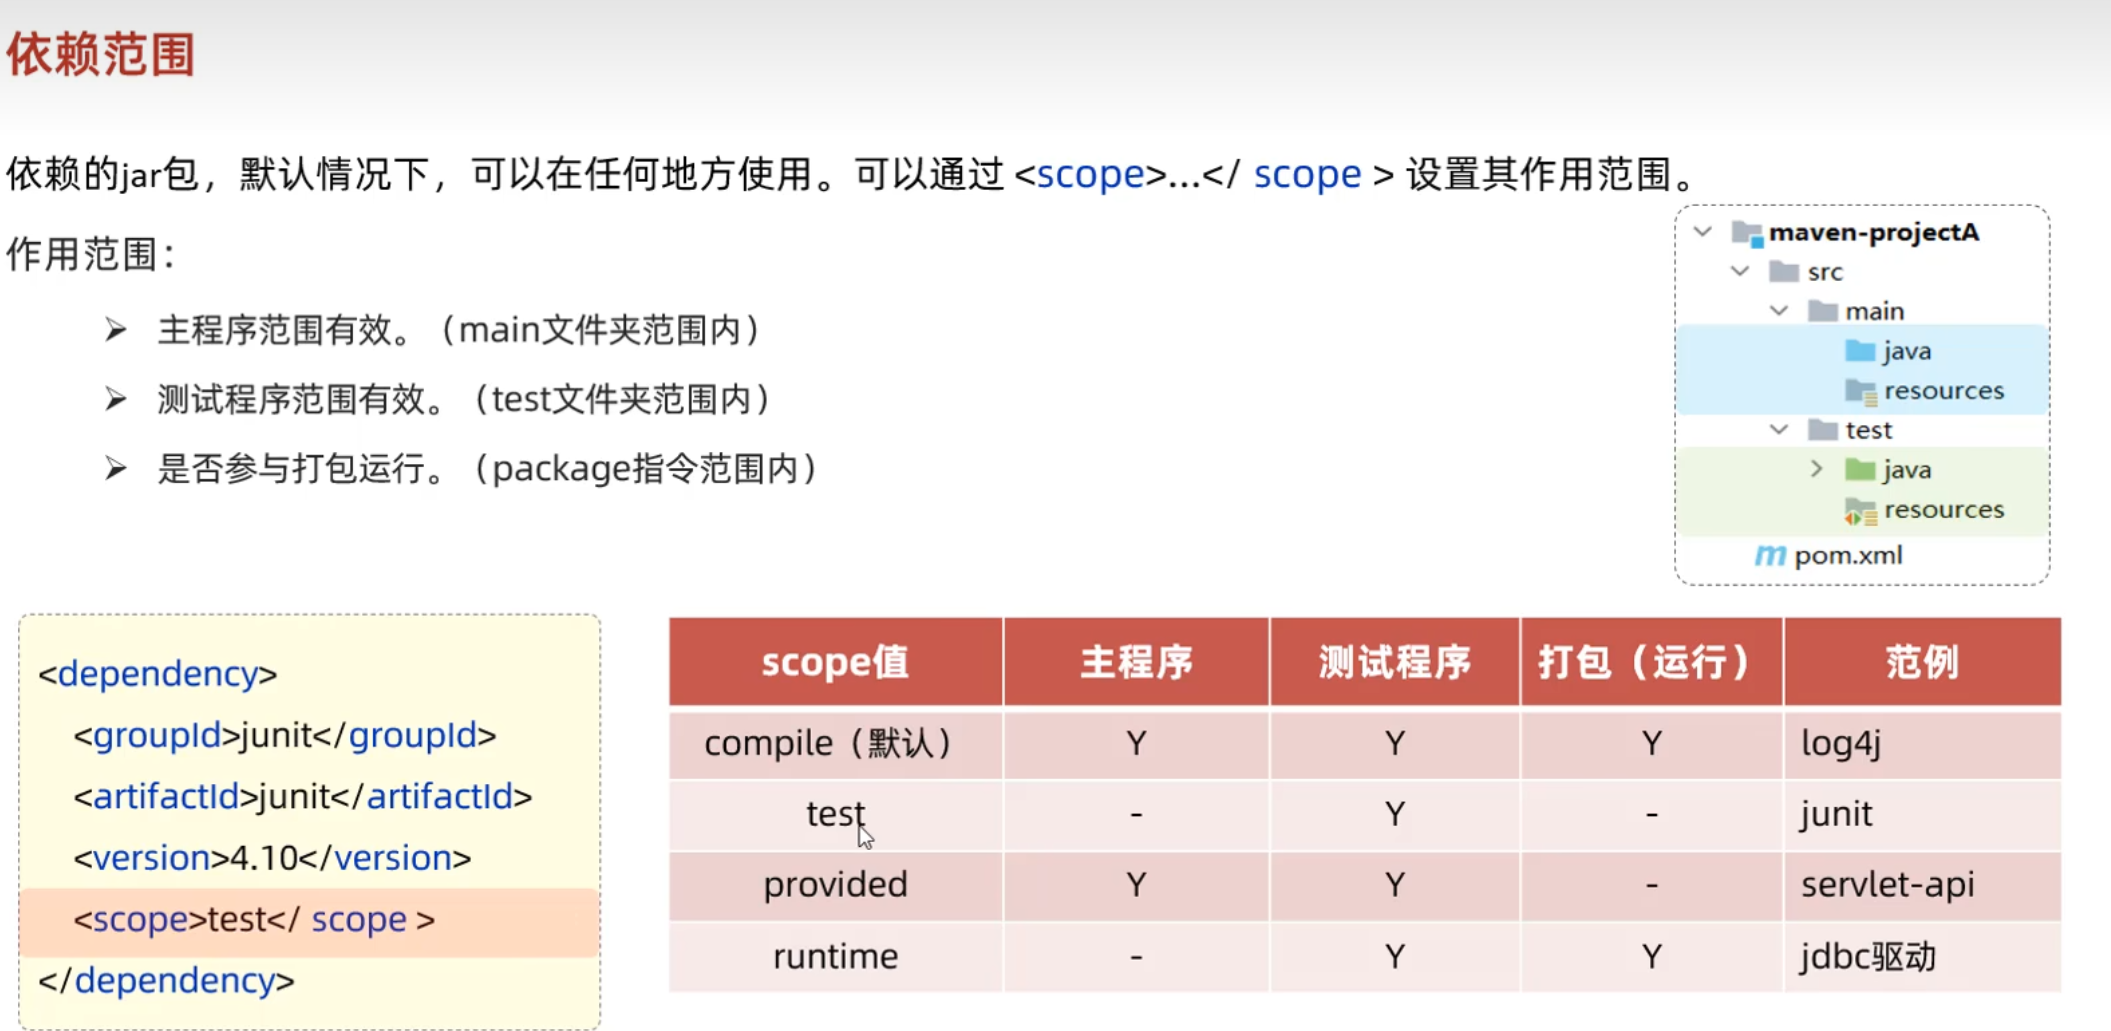 依赖范围
依赖的jar包，默认情况下，可以在任何地方使用。可以通过 <scope>...</ scope > 设置其作用范围。
作用范围：
主程序范围有效。（main文件夹范围内）
测试程序范围有效。（test文件夹范围内）
是否参与打包运行。（package指令范围内）
maven-projectA
src
main
java
resources
test
java
resources
pom.xml
<dependency>
<groupId>junit</groupId>
<artifactId>junit</artifactId>
<version>4.10</version>
<scope>test</ scope >
</dependency>
scope值 主程序 测试程序 打包（运行） 范例
compile（默认） Y Y Y log4j
test - Y - junit
provided Y Y - servlet-api
runtime - Y Y jdbc驱动